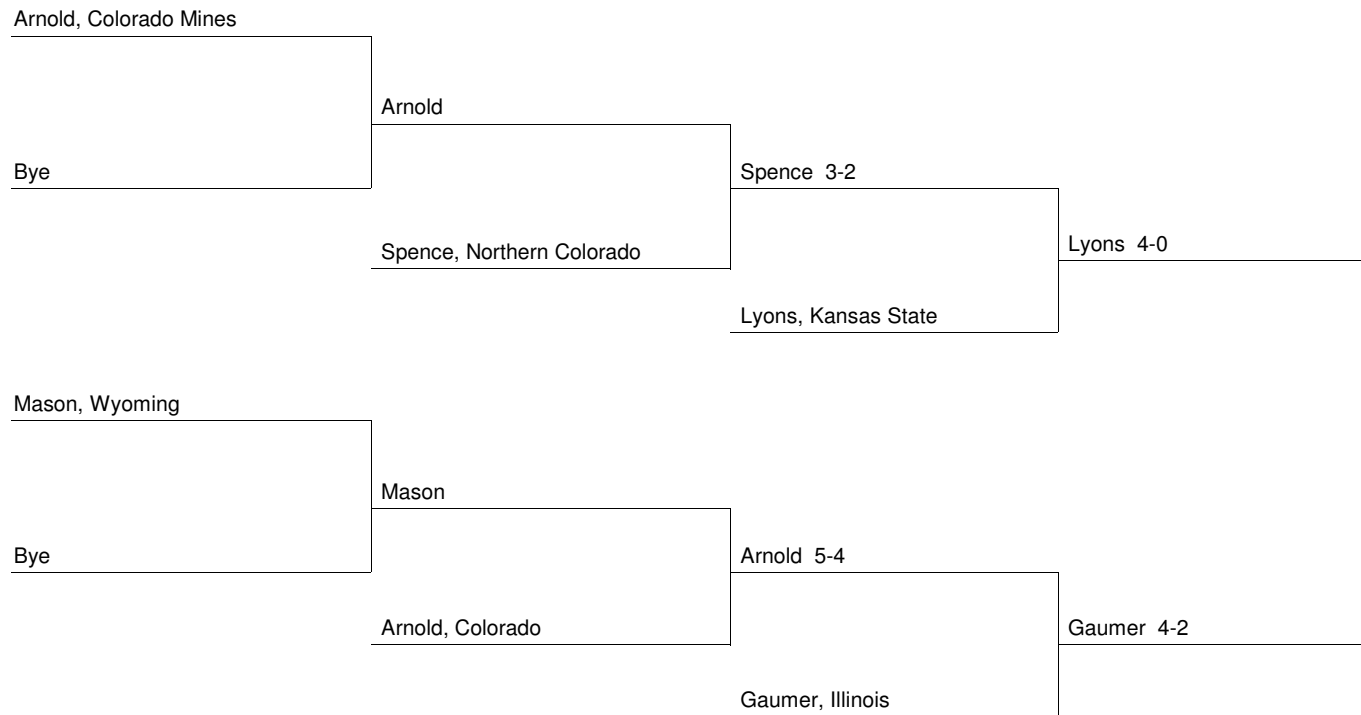 Arnold, Colorado Mines
Arnold
Bye
Spence 3-2
Lyons 4-0
Spence, Northern Colorado
Lyons, Kansas State
Mason, Wyoming
Mason
Bye
Arnold 5-4
Arnold, Colorado
Gaumer 4-2
Gaumer, Illinois